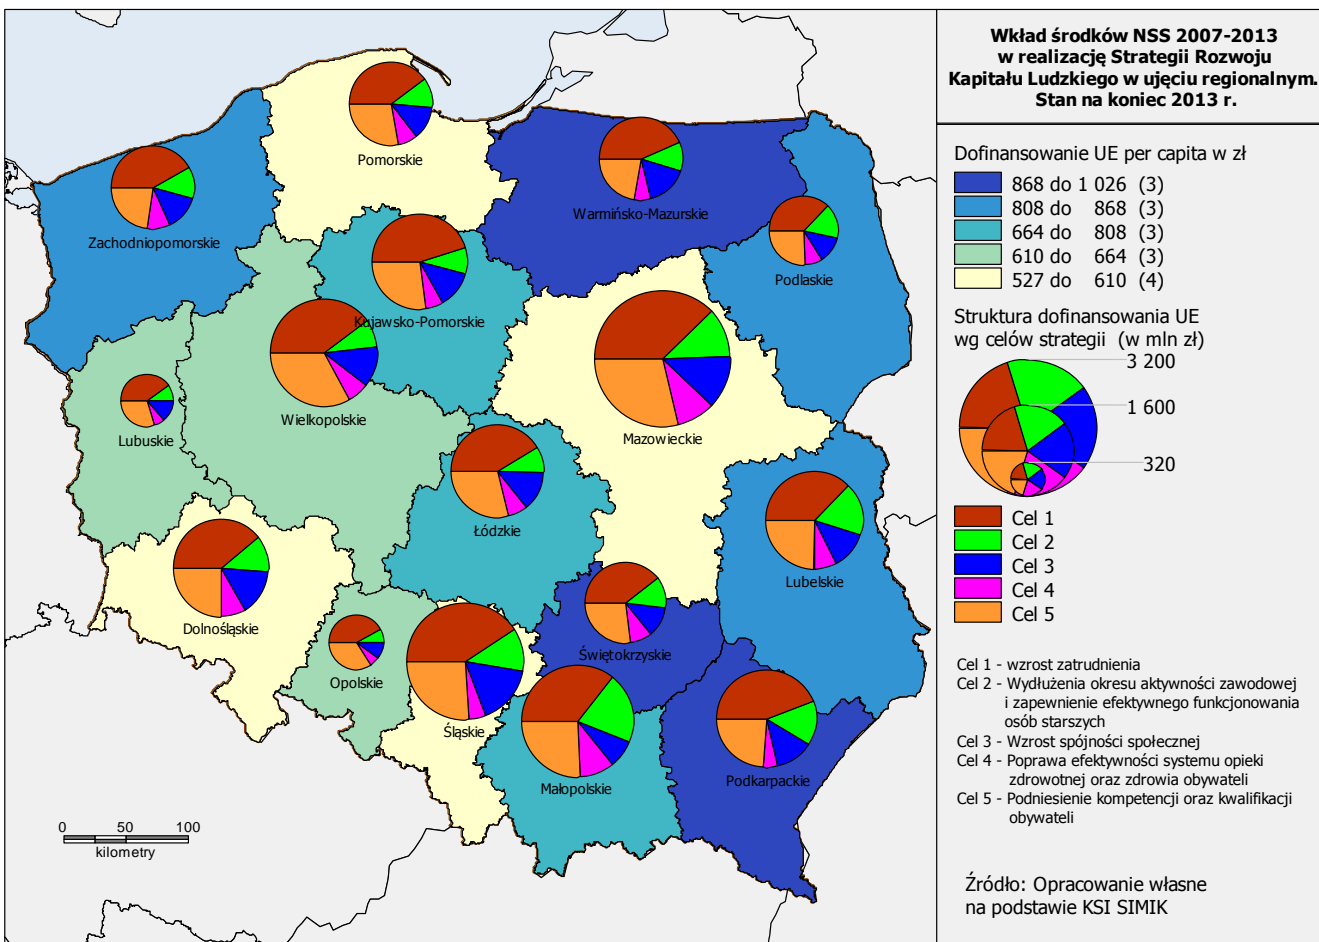 Wkład środków NSS 2007-2013
w realizację Strategii Rozwoju
Kapitału Ludzkiego w ujęciu regionalnym.
Stan na koniec 2013 r.
Dofinansowanie UE per capita w zł
868 do 1 026 (3)
808 do 868 (3)
664 do 808 (3)
610 do 664 (3)
527 do 610 (4)
Struktura dofinansowania UE
wg celów strategii (w mln zł)
3 200
1 600
320
Cel 1
Cel 2
Cel 3
Cel 4
Cel 5
Cel 1 - wzrost zatrudnienia
Cel 2 - Wydłużenia okresu aktywności zawodowej
i zapewnienie efektywnego funkcjonowania
osób starszych
Cel 3 - Wzrost spójności społecznej
Cel 4 - Poprawa efektywności systemu opieki
zdrowotnej oraz zdrowia obywateli
Cel 5 - Podniesienie kompetencji oraz kwalifikacji
obywateli
Źródło: Opracowanie własne
na podstawie KSI SIMIK
Pomorskie
Warmińsko-Mazurskie
Zachodniopomorskie
Podlaskie
Kujawsko-Pomorskie
Wielkopolskie
Lubuskie
Mazowieckie
Łódzkie
Lubelskie
Dolnośląskie
Opolskie
Świętokrzyskie
Śląskie
Małopolskie
Podkarpackie
0 50 100
kilometry